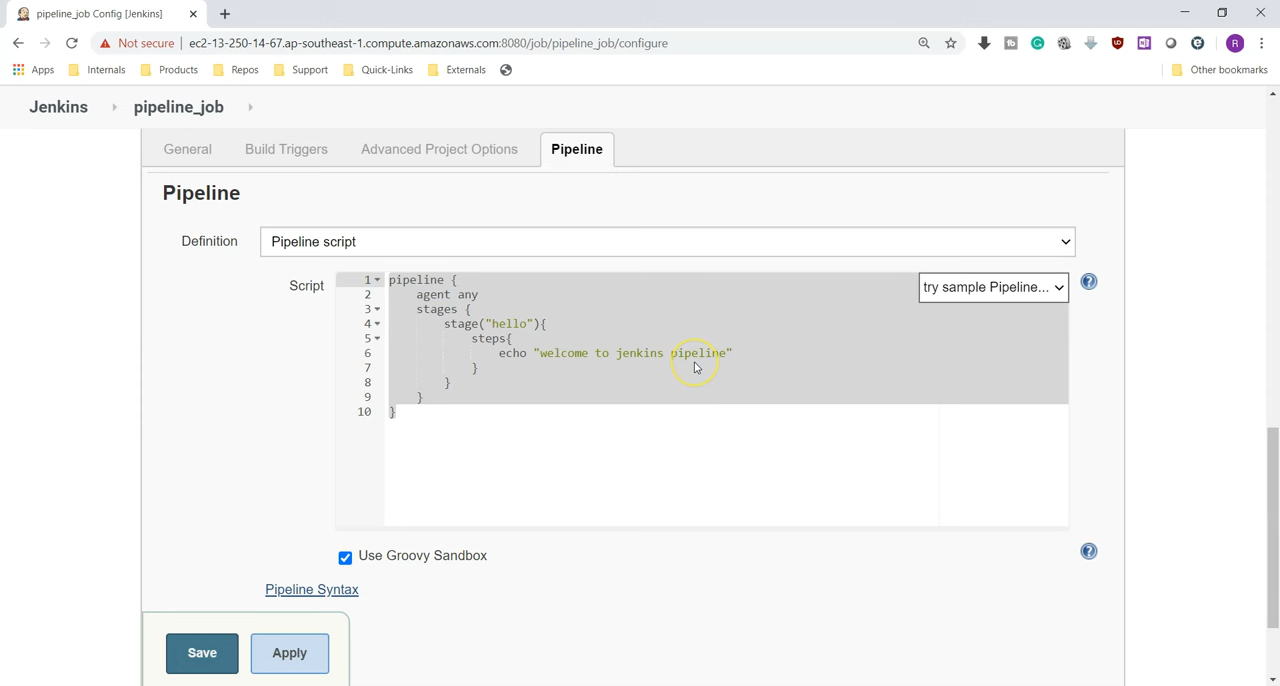 pipeline_job Config [Jenkins]
Not secure | ec2-13-250-14-67.ap-southeast-1.compute.amazonaws.com:8080/job/pipeline_job/configure
R
Apps Internals Products Repos Support Quick-Links Externals Other bookmarks
Jenkins pipeline_job
General Build Triggers Advanced Project Options Pipeline
Pipeline
Definition Pipeline script
Script
try sample Pipeline...
1 pipeline {
2 agent any
3 stages {
4 stage("hello"){
5 steps{
6 echo "welcome to jenkins pipeline"
7 }
8 }
9 }
10 }
Use Groovy Sandbox
Pipeline Syntax
Save Apply